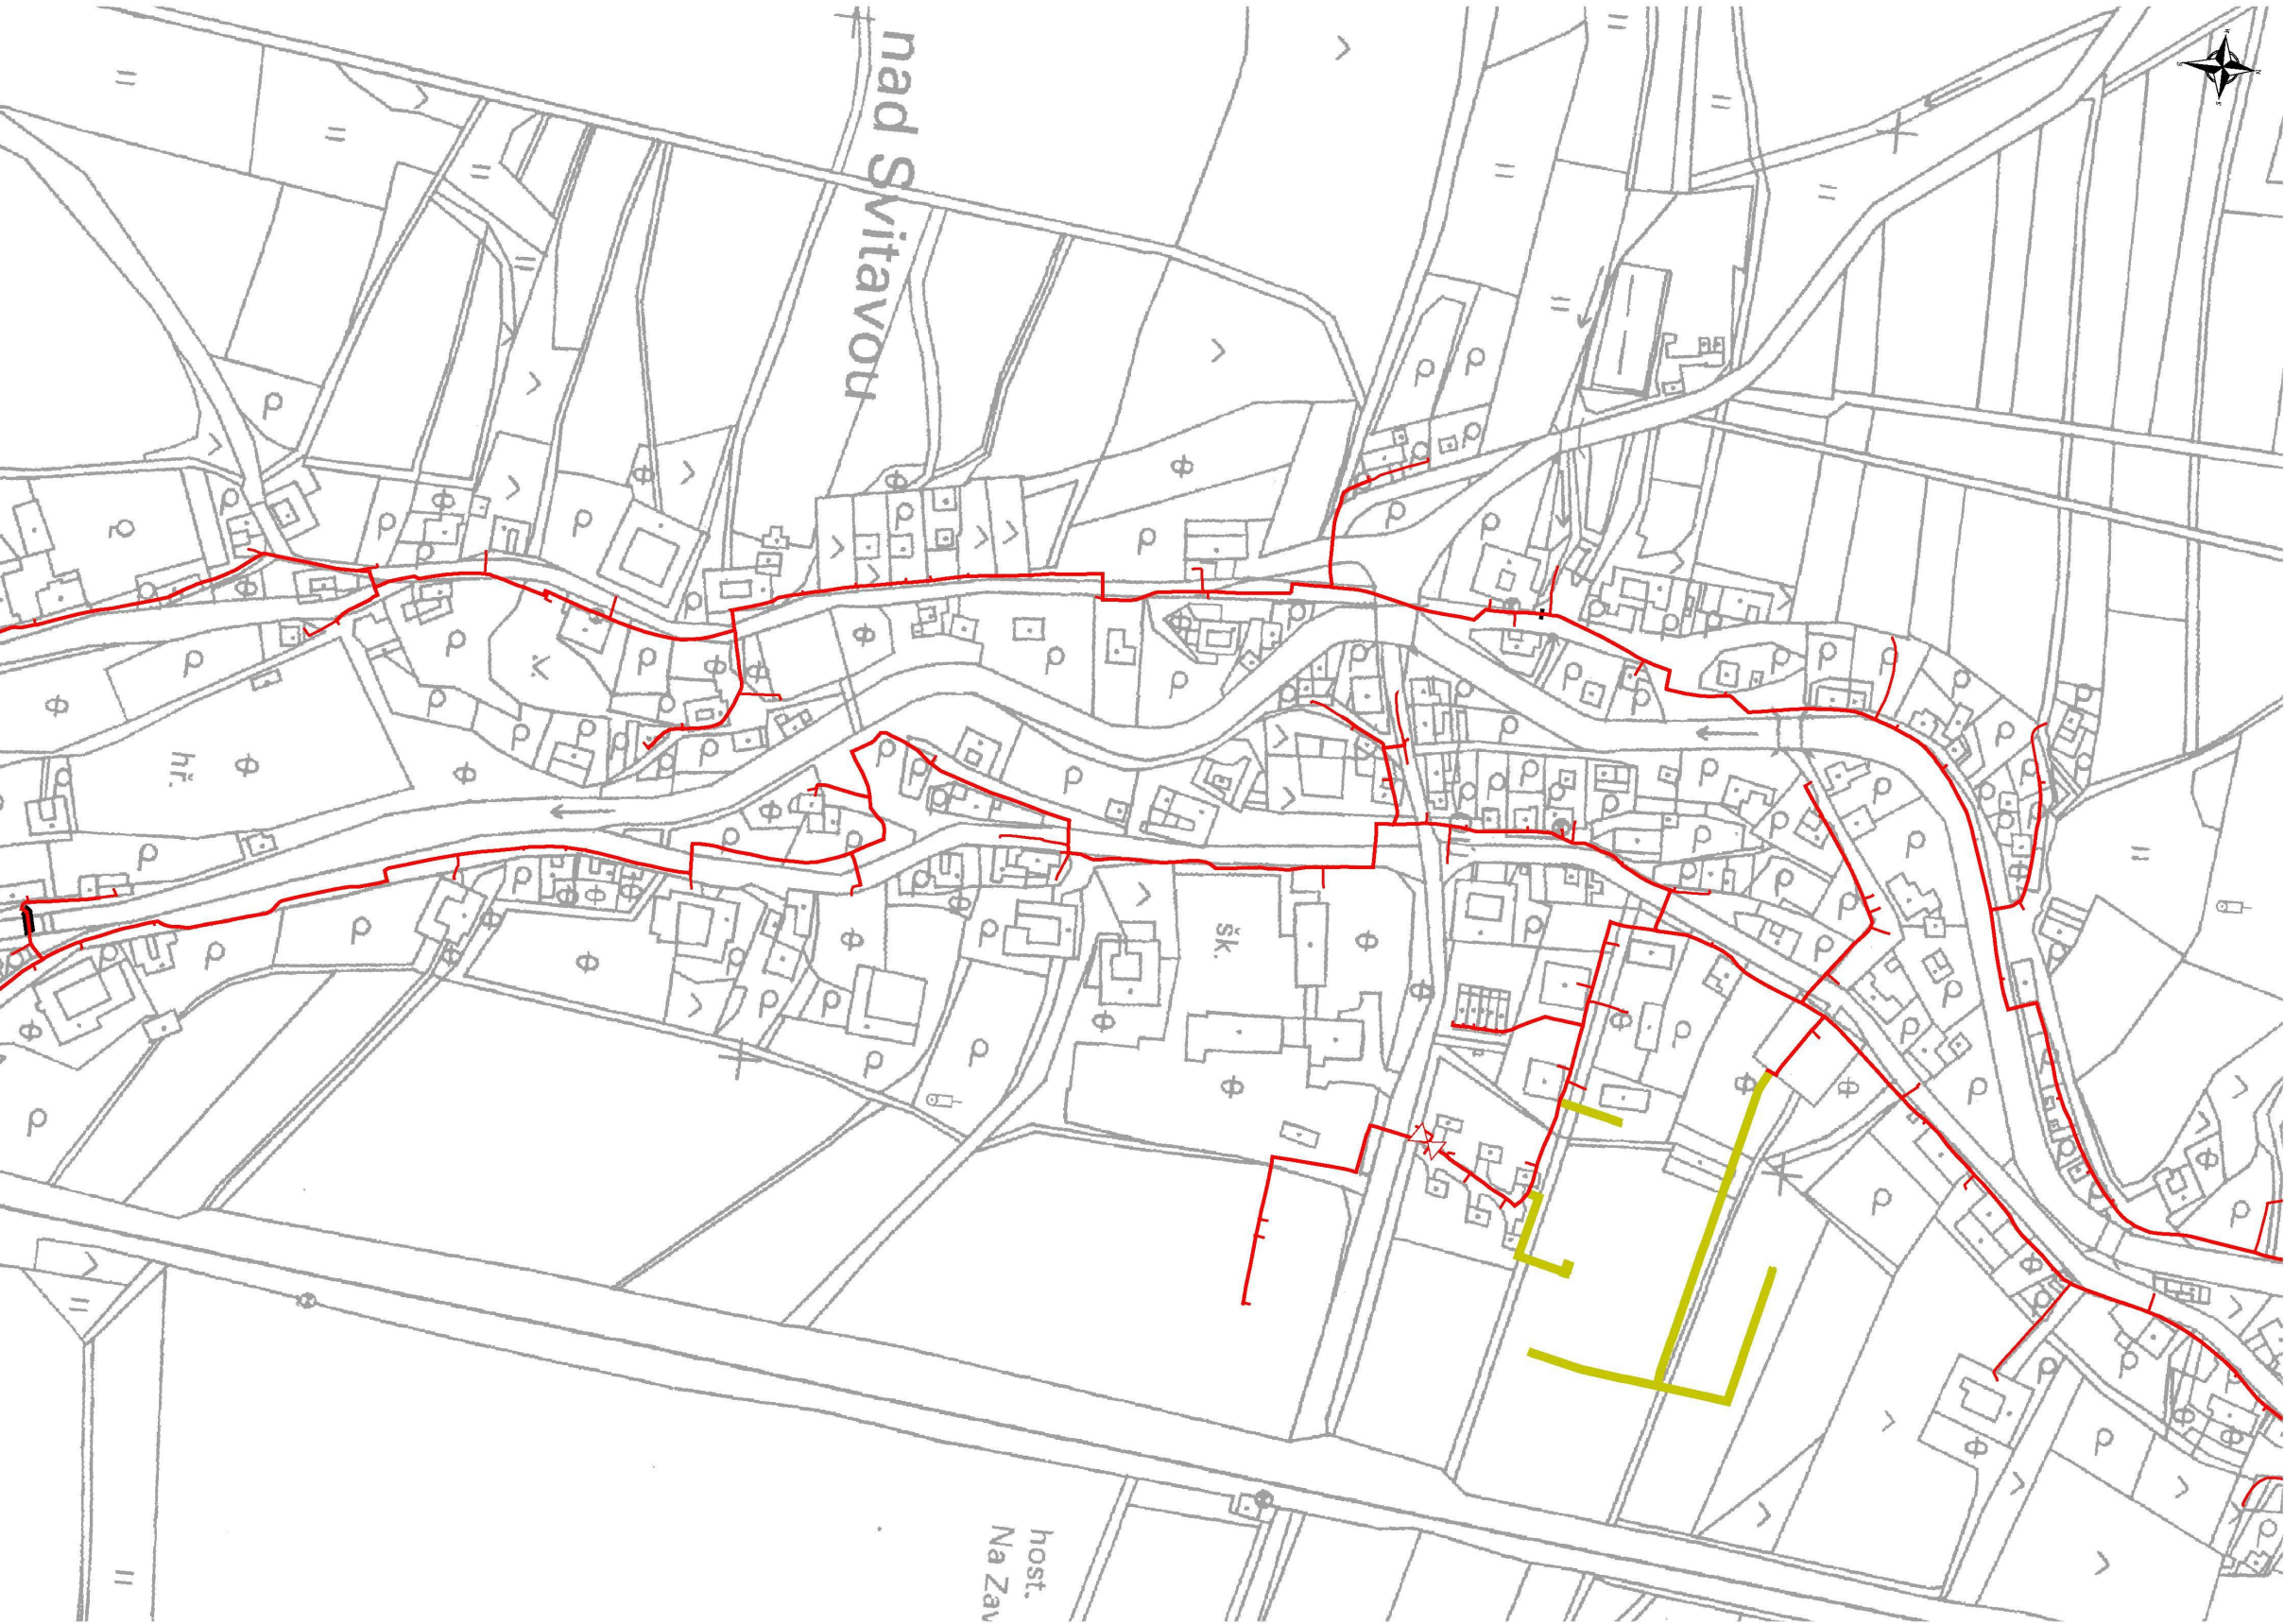 nad Svitavou
hř.
šk.
host.
Na Zav